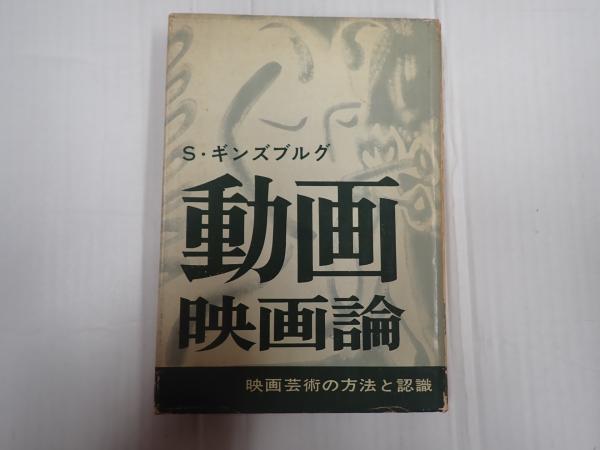 S・ギンズブルグ
動画
映画論
映画芸術の方法と認識